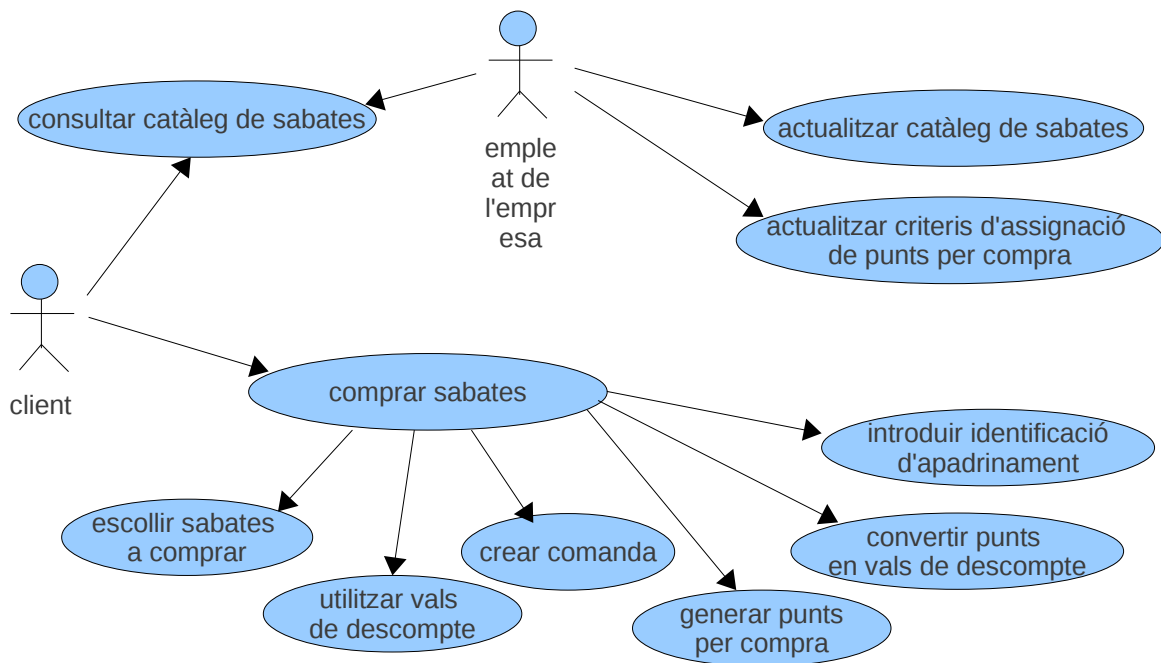 consultar catàleg de sabates
emple
at de
l'empr
esa
actualitzar catàleg de sabates
actualitzar criteris d'assignació
de punts per compra
client
comprar sabates
introduir identificació
d'apadrinament
escollir sabates
a comprar
crear comanda
convertir punts
en vals de descompte
utilitzar vals
de descompte
generar punts
per compra